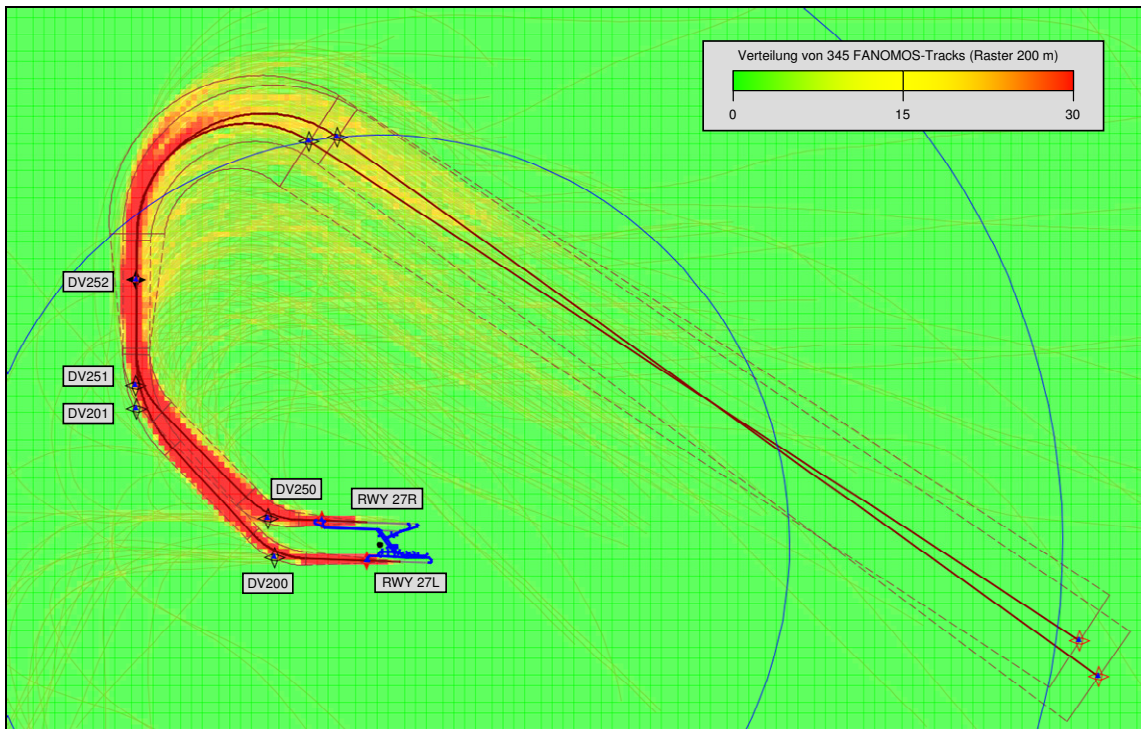 Verteilung von 345 FANOMOS-Tracks (Raster 200 m)
0 15 30
DV252
DV251
DV201
DV250
RWY 27R
DV200
RWY 27L